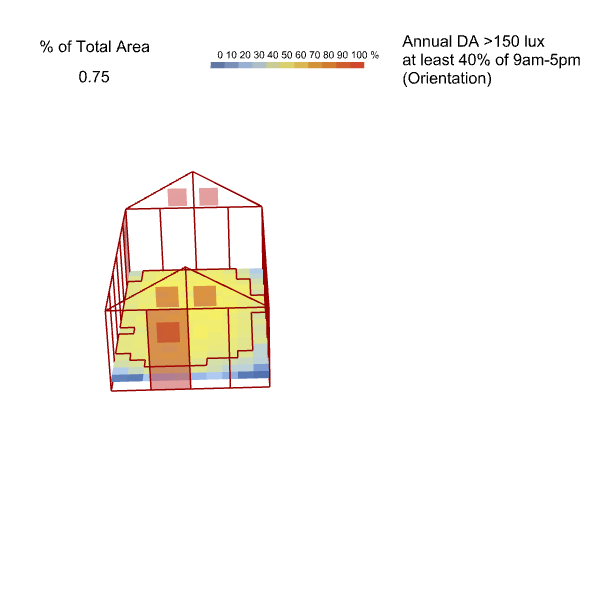 % of Total Area
0.75
0 10 20 30 40 50 60 70 80 90 100 %
Annual DA >150 lux
at least 40% of 9am-5pm
(Orientation)